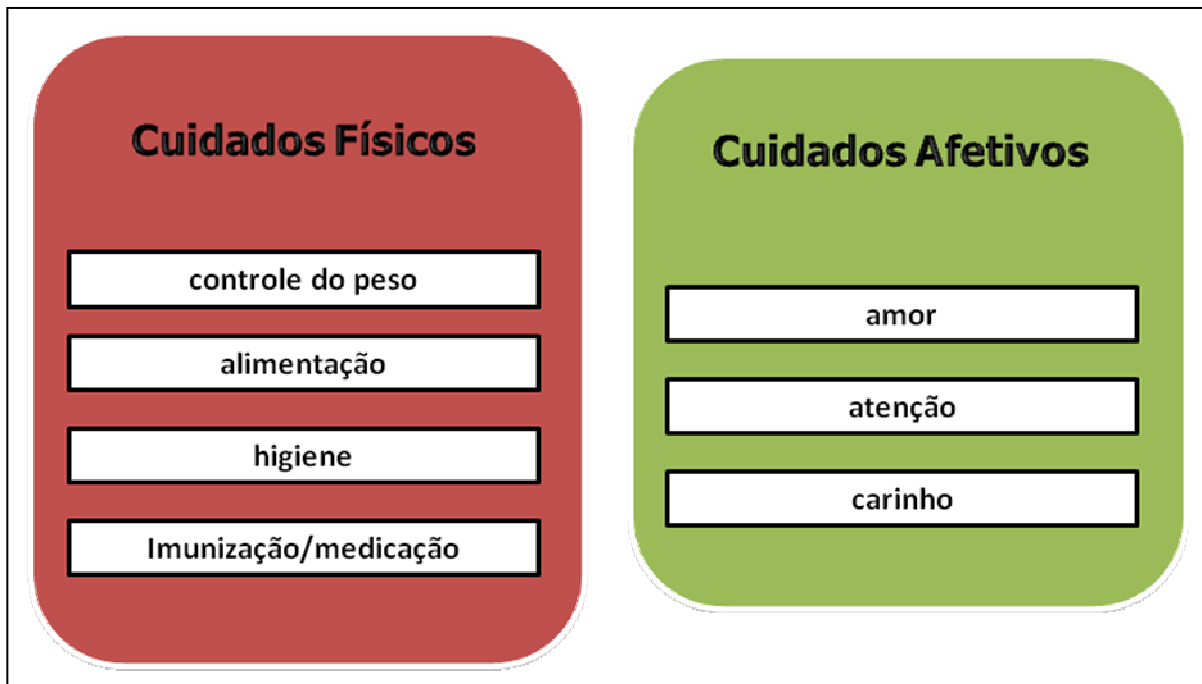 Cuidados Físicos
controle do peso
alimentação
higiene
Imunização/medicação
Cuidados Afetivos
amor
atenção
carinho